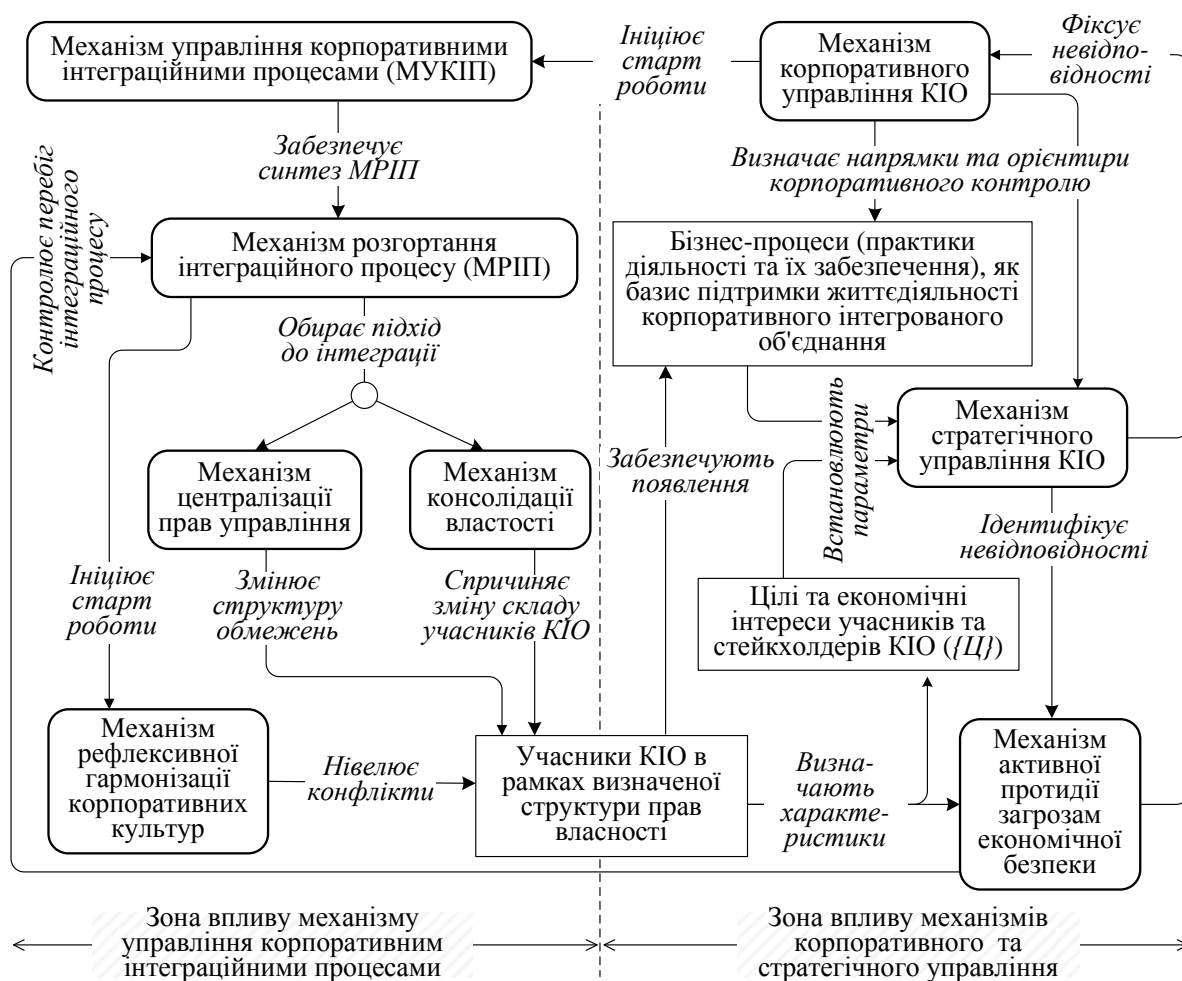 Механізм управління корпоративними
інтеграційними процесами (МУКІП)
Ініціює
старт
роботи
Механізм
корпоративного
управління КІО
Фіксує
невідпо-
відності
Забезпечує
синтез МРІП
Визначає напрямки та орієнтири
корпоративного контролю
Контролює перебіг
інтеграційного
процесу
Механізм розгортання
інтеграційного процесу (МРІП)
Бізнес-процеси (практики
діяльності та їх забезпечення), як
базис підтримки життєдіяльності
корпоративного інтегрованого
об'єднання
Обирає підхід
до інтеграції
Механізм
централізації
прав управління
Механізм
консолідації
властості
Забезпечують
появлення
Встановлюють
параметри
Механізм
стратегічного
управління КІО
Ідентифікує
невідповідності
Ініціює
старт
роботи
Змінює
структуру
обмежень
Спричиняє
зміну складу
учасників КІО
Цілі та економічні
інтереси учасників та
стейкхолдерів КІО ({Ц})
Механізм
рефлексивної
гармонізації
корпоративних
культур
Нівелює
конфлікти
Учасники КІО в
рамках визначеної
структури прав
власності
Визна-
чають
характе-
ристики
Механізм
активної
протидії
загрозам
економічної
безпеки
Зона впливу механізму
управління корпоративним
інтеграційними процесами
Зона впливу механізмів
корпоративного та
стратегічного управління